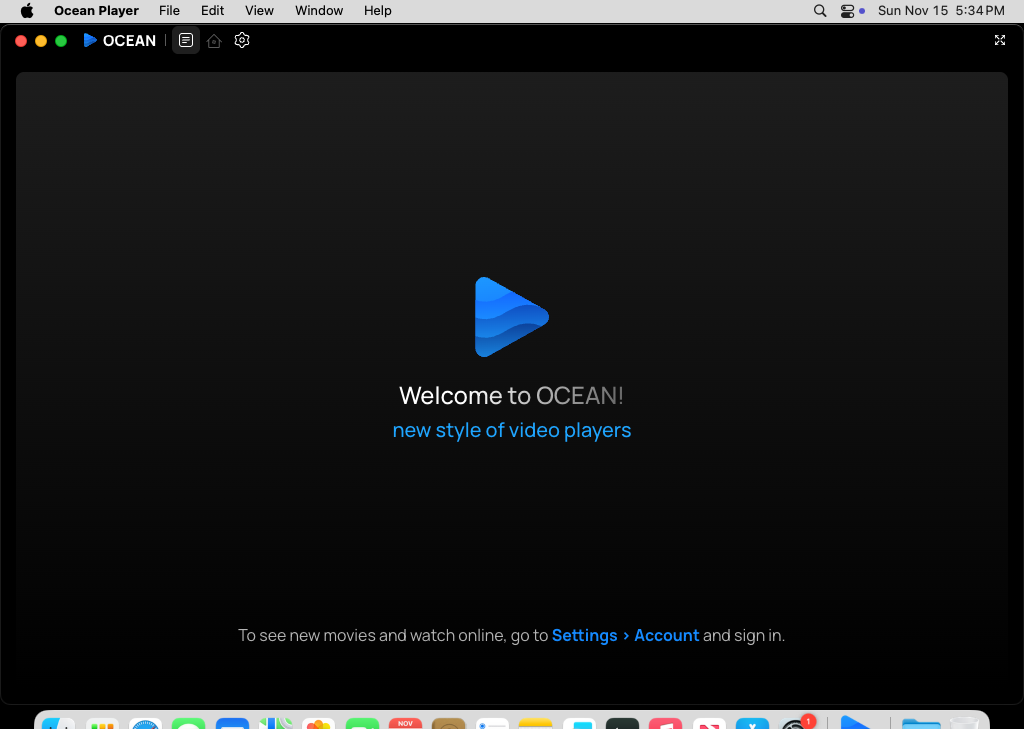 Ocean Player File Edit View Window Help Sun Nov 15 5:34 PM
OCEAN
Welcome to OCEAN!
new style of video players
To see new movies and watch online, go to Settings > Account and sign in.
NOV
1